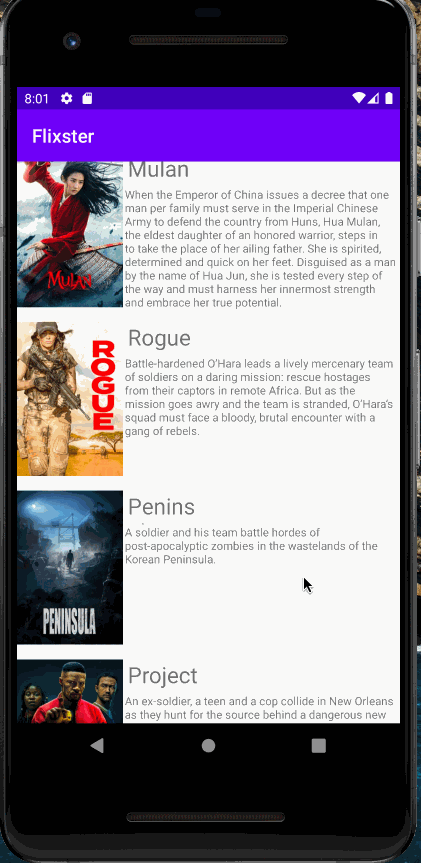 8:01
Flixster
Mulan
When the Emperor of China issues a decree that one
man per family must serve in the Imperial Chinese
Army to defend the country from Huns, Hua Mulan,
the eldest daughter of an honored warrior, steps in
to take the place of her ailing father. She is spirited,
determined and quick on her feet. Disguised as a man
by the name of Hua Jun, she is tested every step of
the way and must harness her innermost strength
and embrace her true potential.
MULAN
Rogue
ROGUE
Battle-hardened O'Hara leads a lively mercenary team
of soldiers on a daring mission: rescue hostages
from their captors in remote Africa. But as the
mission goes awry and the team is stranded, O'Hara's
squad must face a bloody, brutal encounter with a
gang of rebels.
Penins
A soldier and his team battle hordes of
post-apocalyptic zombies in the wastelands of the
Korean Peninsula.
PENINSULA
Project
An ex-soldier, a teen and a cop collide in New Orleans
as they hunt for the source behind a dangerous new